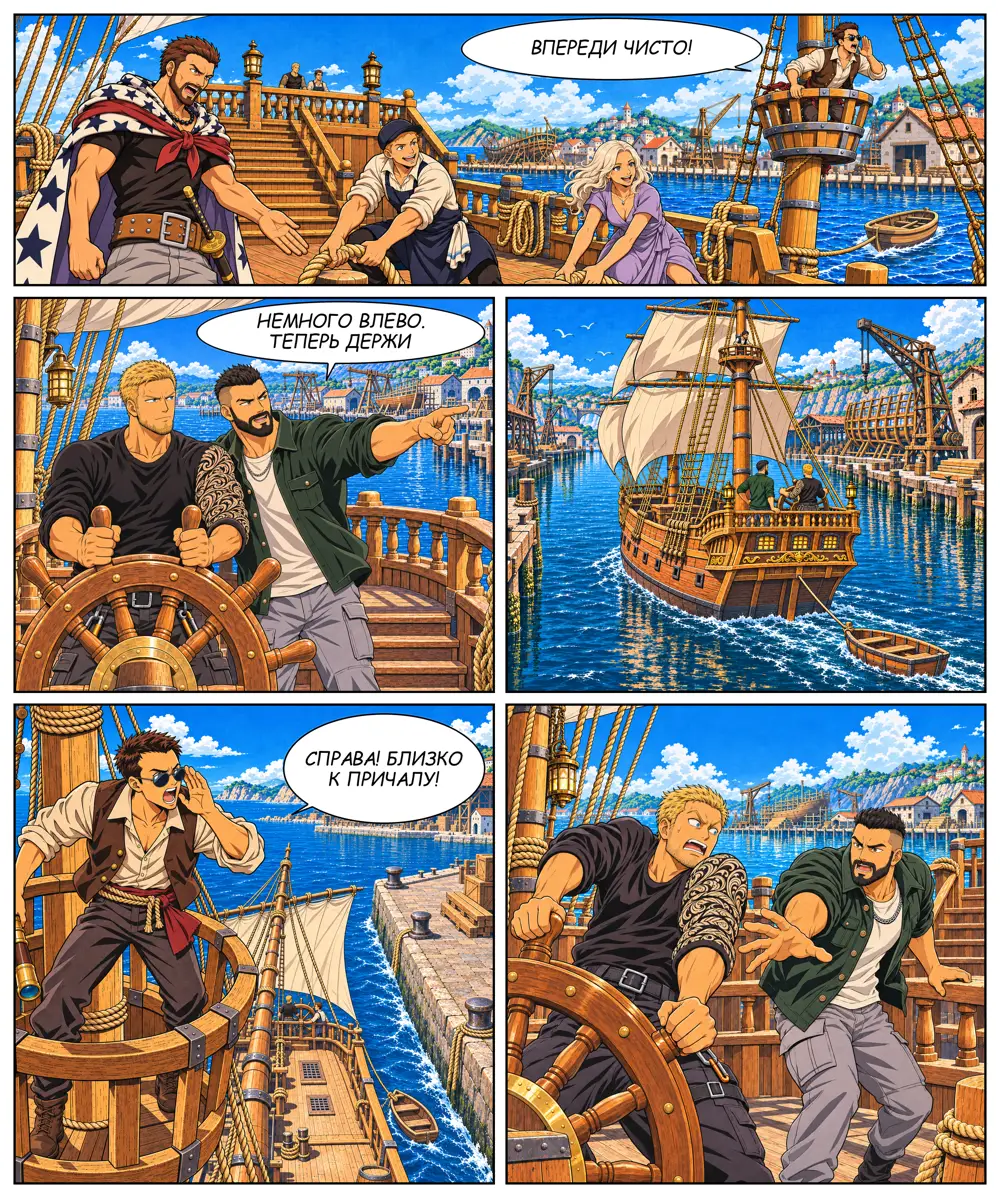 ВПЕРЕДИ ЧИСТО!
НЕМНОГО ВЛЕВО.
ТЕПЕРЬ ДЕРЖИ
СПРАВА! БЛИЗКО
К ПРИЧАЛУ!